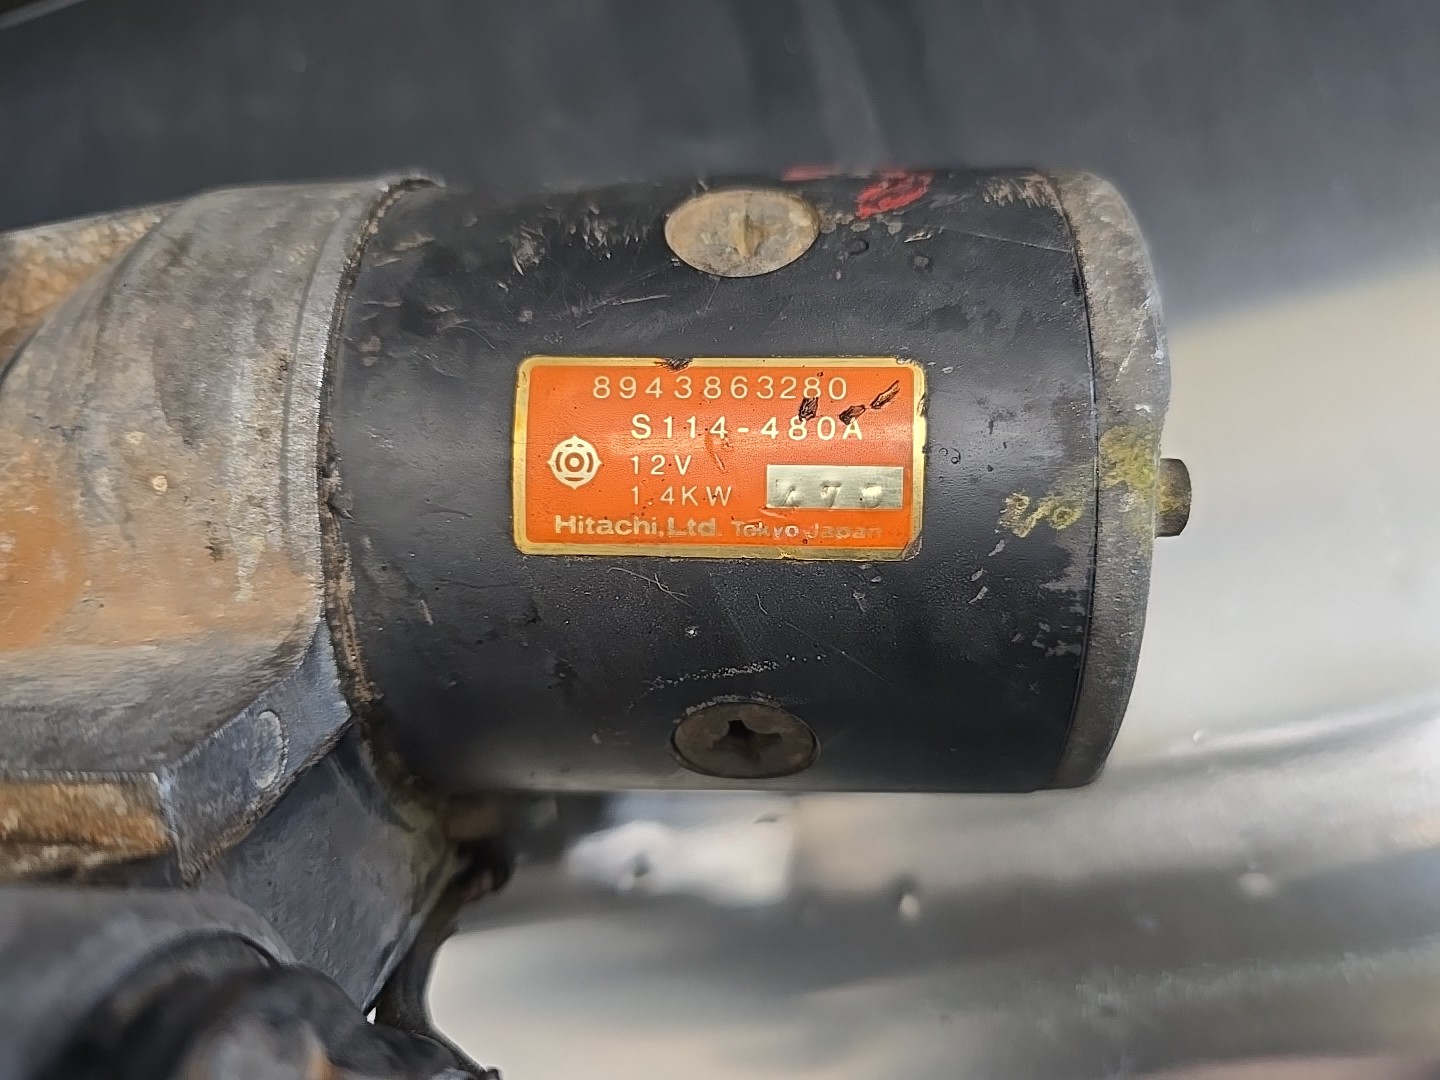 8943863280
S114-480A
12V
1.4KW
Hitachi,Ltd. Tokyo Japan